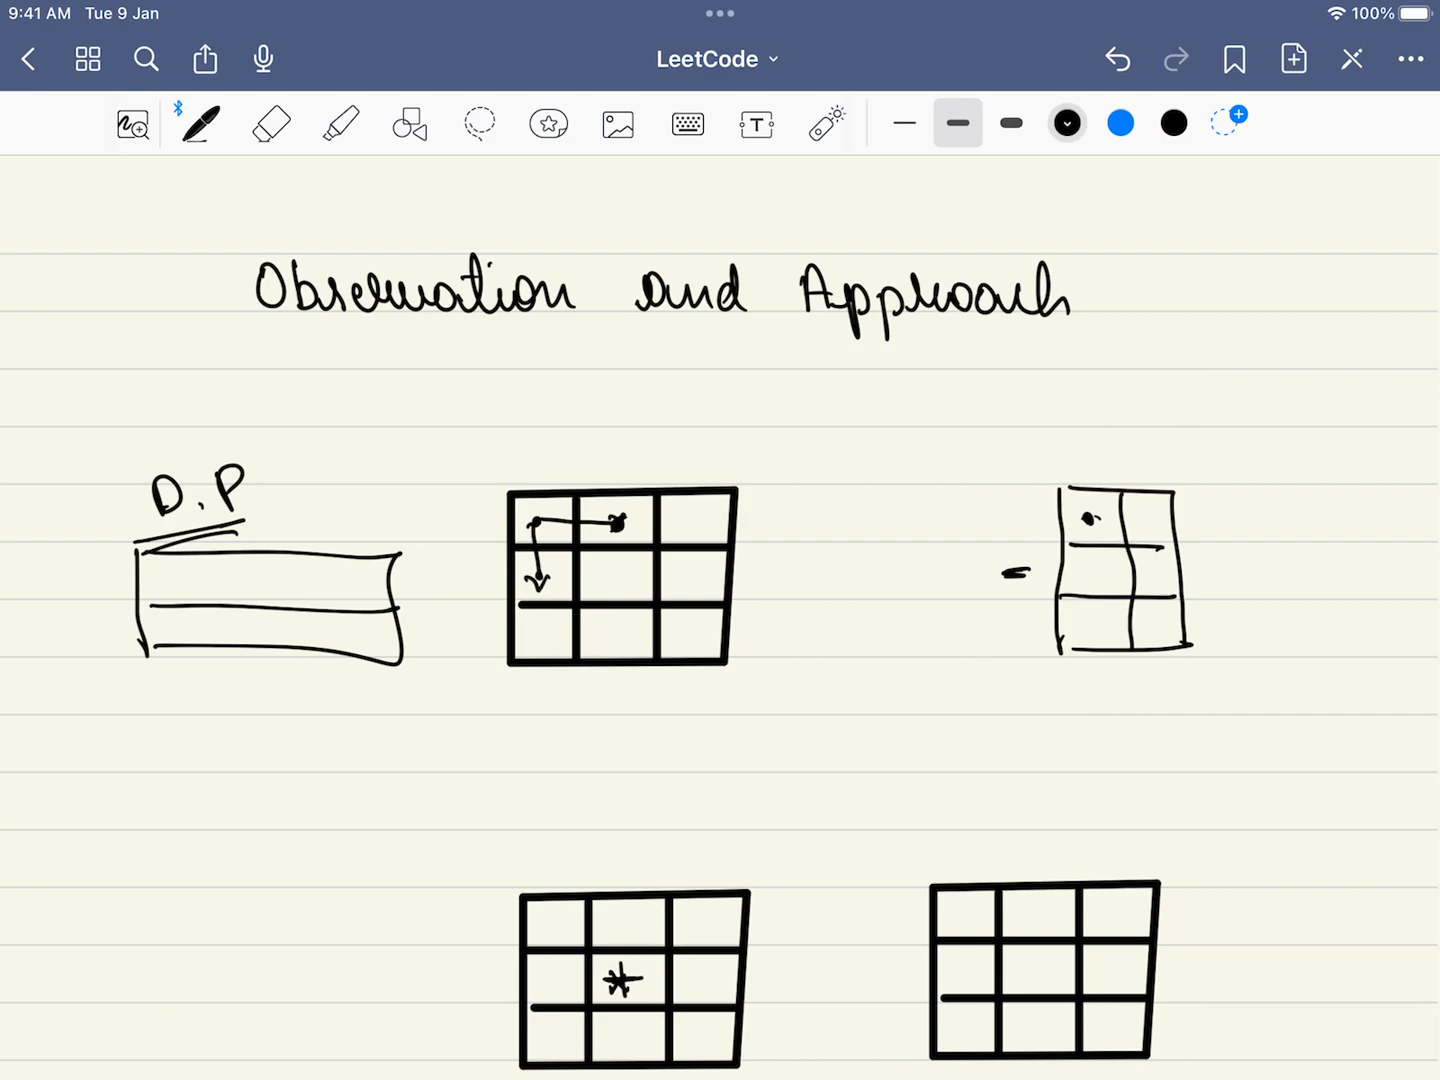 9:41 AM Tue 9 Jan
100%
LeetCode
T
Observation and Approach
D.P